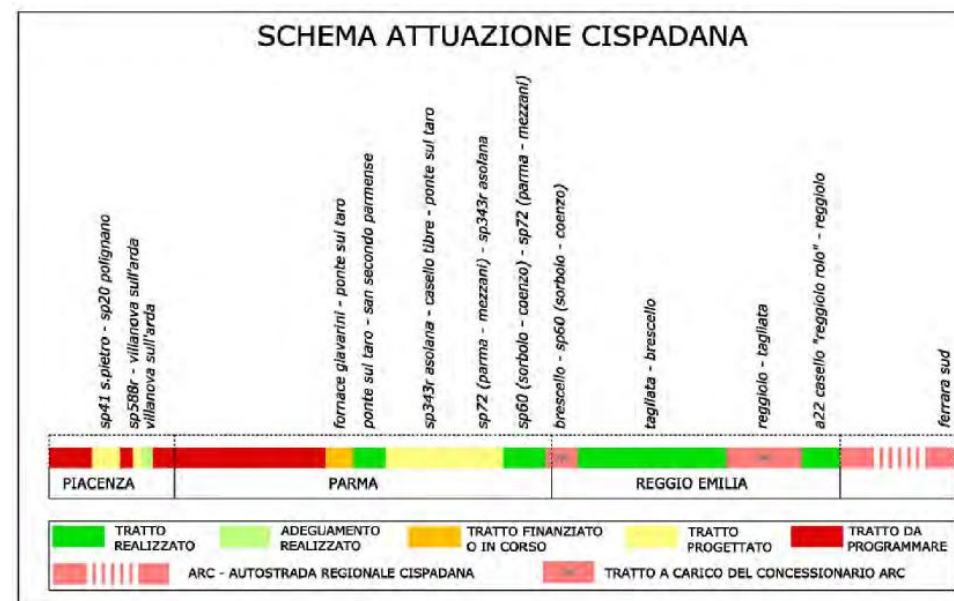 SCHEMA ATTUAZIONE CISPADANA
sp41 s.pietro - sp20 polignano
sp588r - villanova sull'arda
villanova sull'arda
fornace giavarini - ponte sul taro
ponte sul taro - san secondo parmense
sp343r asolana - casello tibre - ponte sul taro
sp72 (parma - mezzani) - sp343r asolana
sp60 (sorbolo - coenzo) - sp72 (parma - mezzani)
brescello - sp60 (sorbolo - coenzo)
tagliata - brescello
reggiolo - tagliata
a22 casello "reggiolo rolo" - reggiolo
ferrara sud
PIACENZA
PARMA
REGGIO EMILIA
TRATTO
REALIZZATO
ADEGUAMENTO
REALIZZATO
TRATTO FINANZIATO
O IN CORSO
TRATTO
PROGETTATO
TRATTO DA
PROGRAMMARE
ARC - AUTOSTRADA REGIONALE CISPADANA
TRATTO A CARICO DEL CONCESSIONARIO ARC